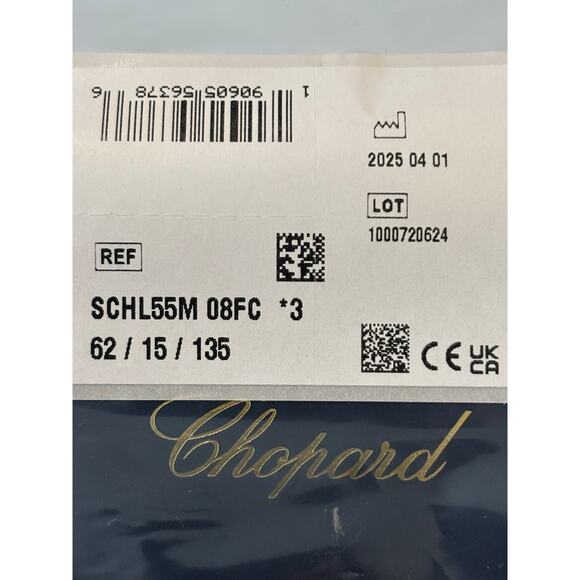 1 90605 56378 6
2025 04 01
LOT
1000720624
REF
SCHL55M 08FC *3
62 / 15 / 135
CE UK
CA
Chopard